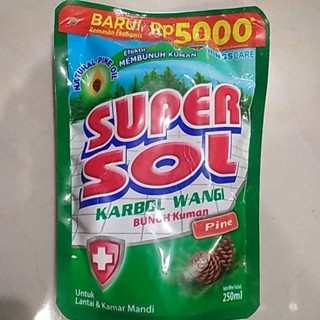 BARU! Rp5000*
Kemasan Ekonomis
Efektif
MEMBUNUH KUMAN
NATURAL PINE OIL
SUPER
SOL
KARBOL WANGI
BUNUH Kuman
Pine
Untuk
Lantai & Kamar Mandi
250ml